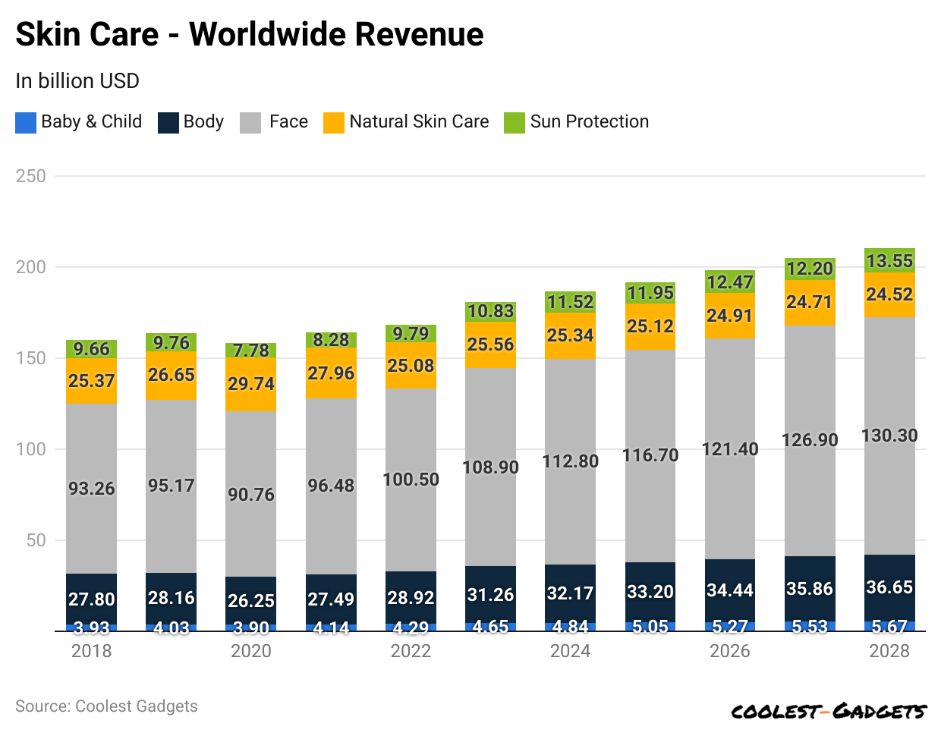 Skin Care - Worldwide Revenue
In billion USD
Baby & Child Body Face Natural Skin Care Sun Protection
250
200
150
100
50
9.66 9.76 7.78 8.28 9.79 10.83 11.52 11.95 12.47 12.20 13.55
25.37 26.65 29.74 27.96 25.08 25.56 25.34 25.12 24.91 24.71 24.52
93.26 95.17 90.76 96.48 100.50 108.90 112.80 116.70 121.40 126.90 130.30
27.80 28.16 26.25 27.49 28.92 31.26 32.17 33.20 34.44 35.86 36.65
3.93 4.03 3.90 4.14 4.29 4.65 4.84 5.05 5.27 5.53 5.67
2018 2020 2022 2024 2026 2028
Source: Coolest Gadgets
COOLEST-GADGETS